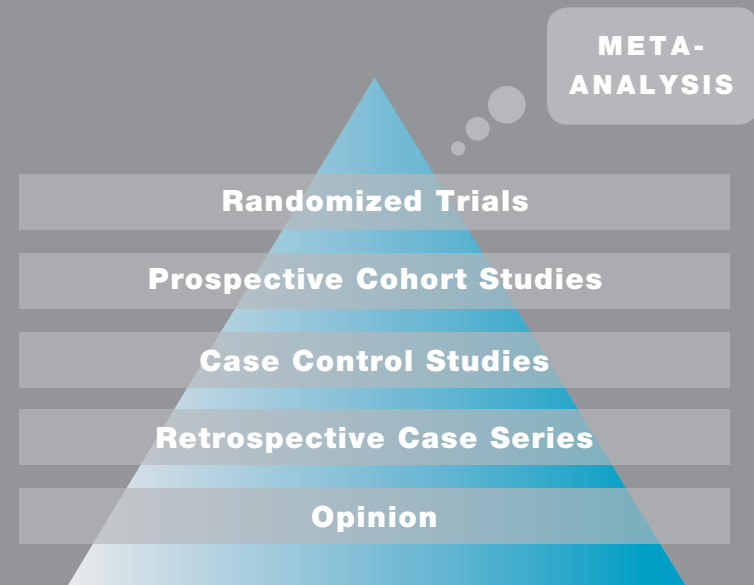 META-
ANALYSIS
Randomized Trials
Prospective Cohort Studies
Case Control Studies
Retrospective Case Series
Opinion